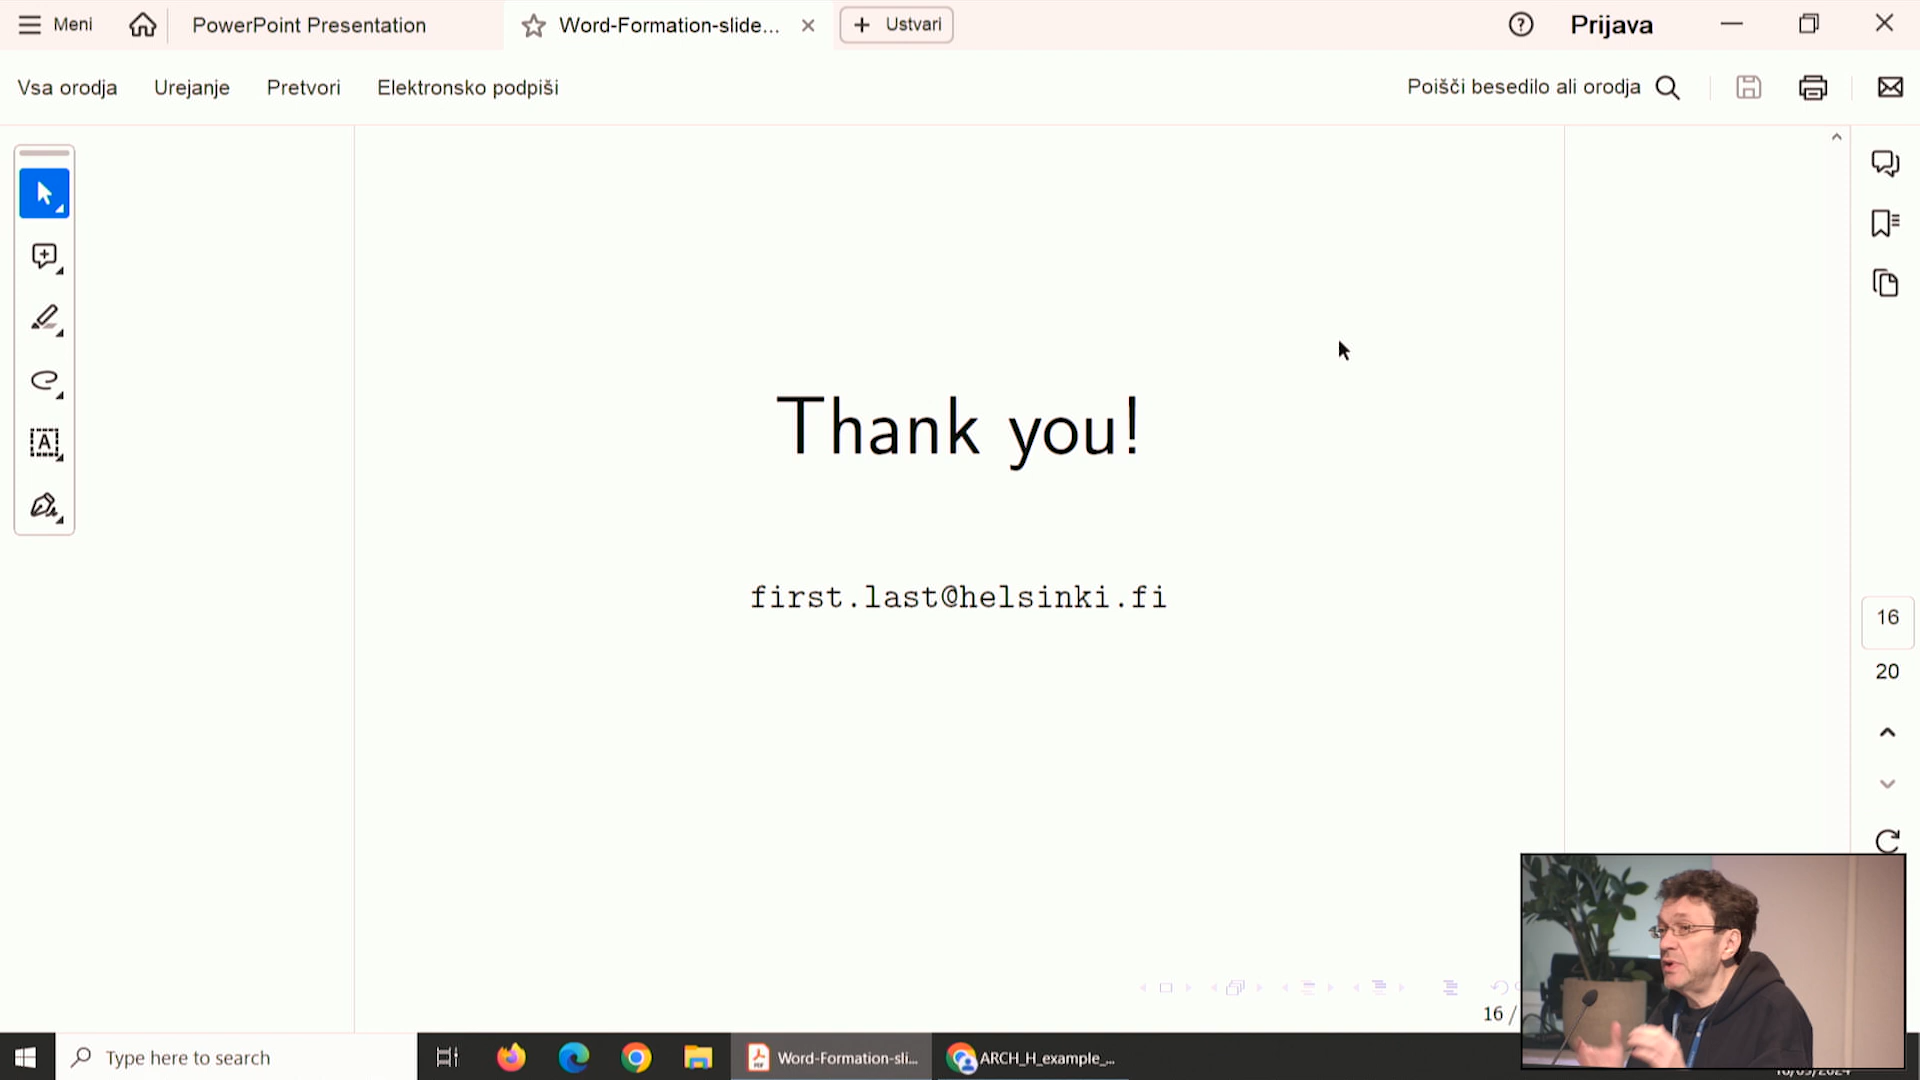 Meni
PowerPoint Presentation
Word-Formation-slide...
Ustvari
Prijava
Vsa orodja
Urejanje
Pretvori
Elektronsko podpiši
Poišči besedilo ali orodja
Thank you!
first.last@helsinki.fi
16
20
16 /
Type here to search
Word-Formation-sli...
ARCH_H_example_...